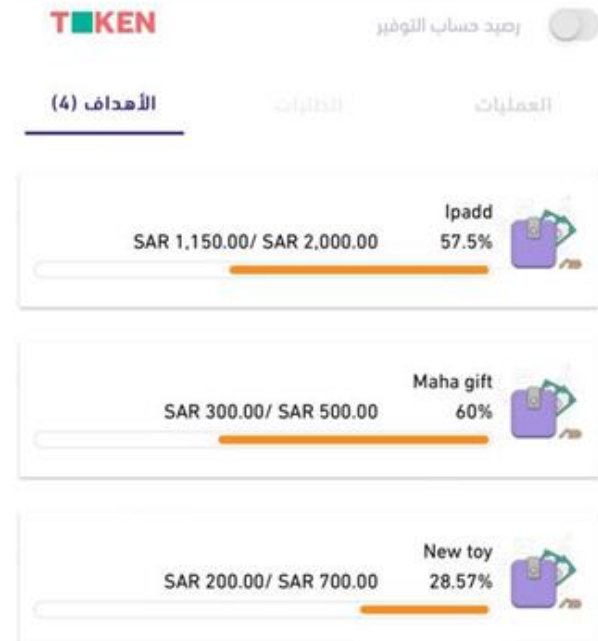 TOKEN
رصيد حساب التوفير
العمليات
الطلبات
الأهداف (4)
Ipadd
SAR 1,150.00/ SAR 2,000.00 57.5%
Maha gift
SAR 300.00/ SAR 500.00 60%
New toy
SAR 200.00/ SAR 700.00 28.57%